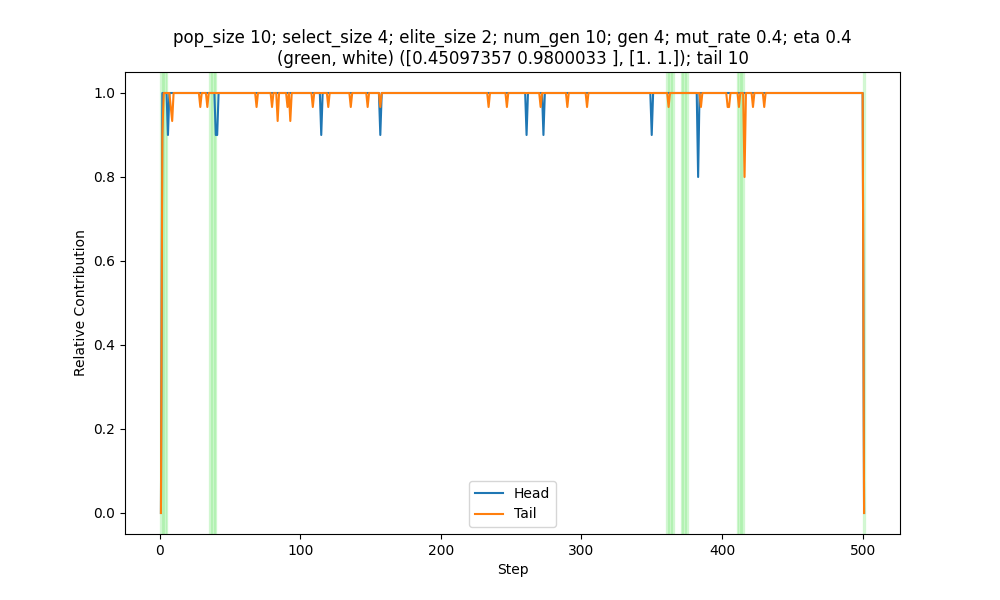 pop_size 10; select_size 4; elite_size 2; num_gen 10; gen 4; mut_rate 0.4; eta 0.4
(green, white) ([0.45097357 0.9800033 ], [1. 1.]); tail 10
1.0
0.8
0.6
0.4
0.2
0.0
Relative Contribution
Head
Tail
0
100
200
300
400
500
Step